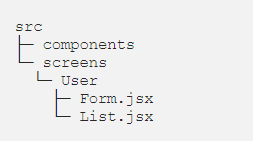 src
├─ components
└─ screens
  └─ User
    ├─ Form.jsx
    └─ List.jsx